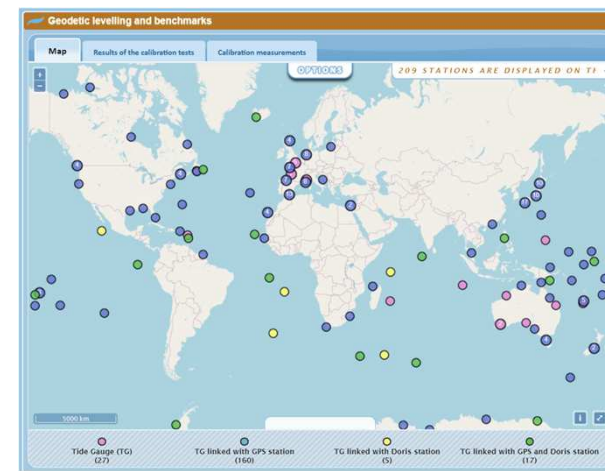 Geodetic levelling and benchmarks
Map
Results of the calibration tests
Calibration measurements
OPTIONS
209 STATIONS ARE DISPLAYED ON
+
−
5000 km
i
Tide Gauge (TG)
(27)
TG linked with GPS station
(160)
TG linked with Doris station
(5)
TG linked with GPS and Doris station
(17)